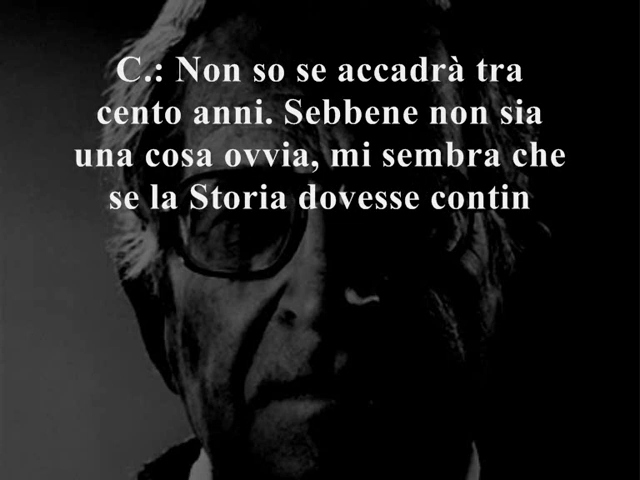 C.: Non so se accadrà tra
cento anni. Sebbene non sia
una cosa ovvia, mi sembra che
se la Storia dovesse contin